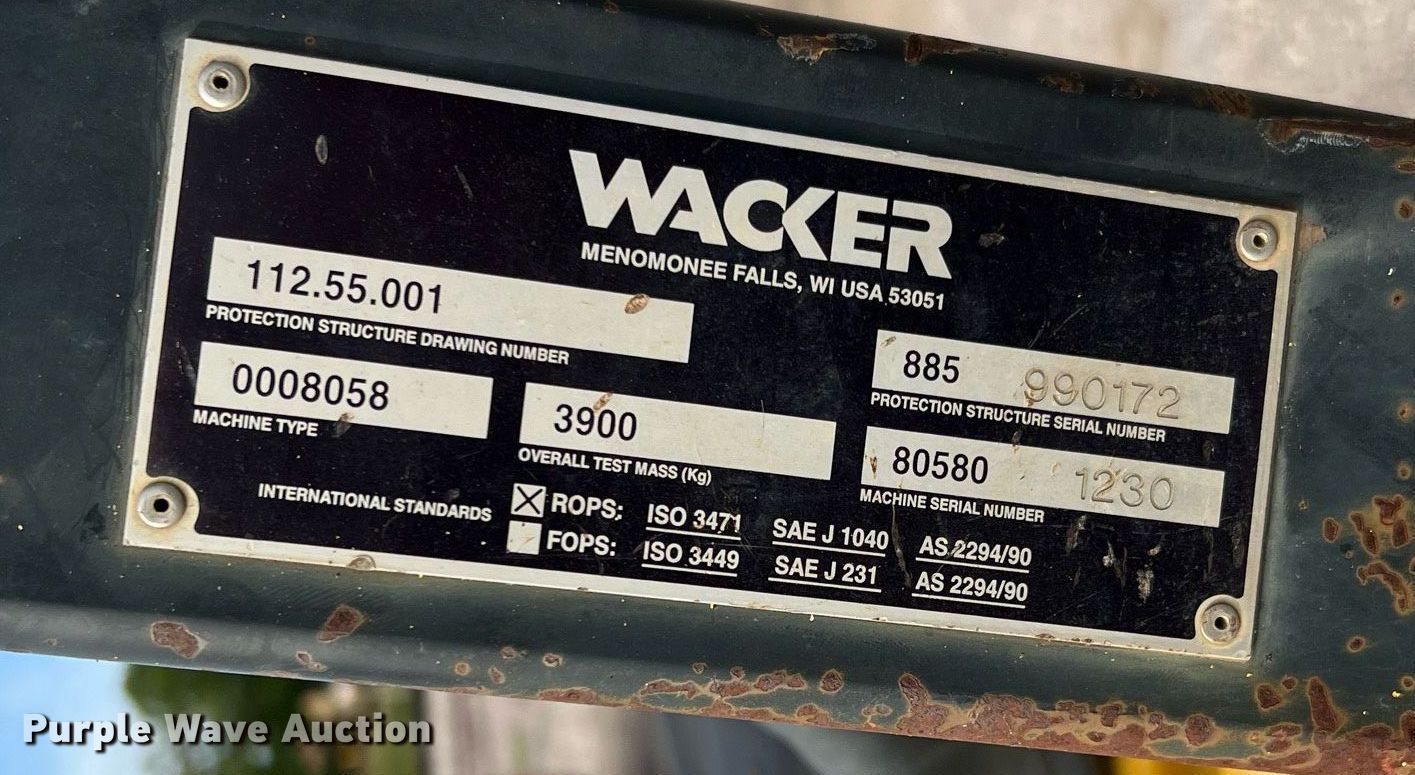 WACKER
MENOMONEE FALLS, WI USA 53051
112.55.001
PROTECTION STRUCTURE DRAWING NUMBER
885 990172
PROTECTION STRUCTURE SERIAL NUMBER
0008058
MACHINE TYPE
3900
OVERALL TEST MASS (Kg)
80580 1230
MACHINE SERIAL NUMBER
INTERNATIONAL STANDARDS
ROPS: ISO 3471 SAE J 1040 AS 2294/90
FOPS: ISO 3449 SAE J 231 AS 2294/90
Purple Wave Auction